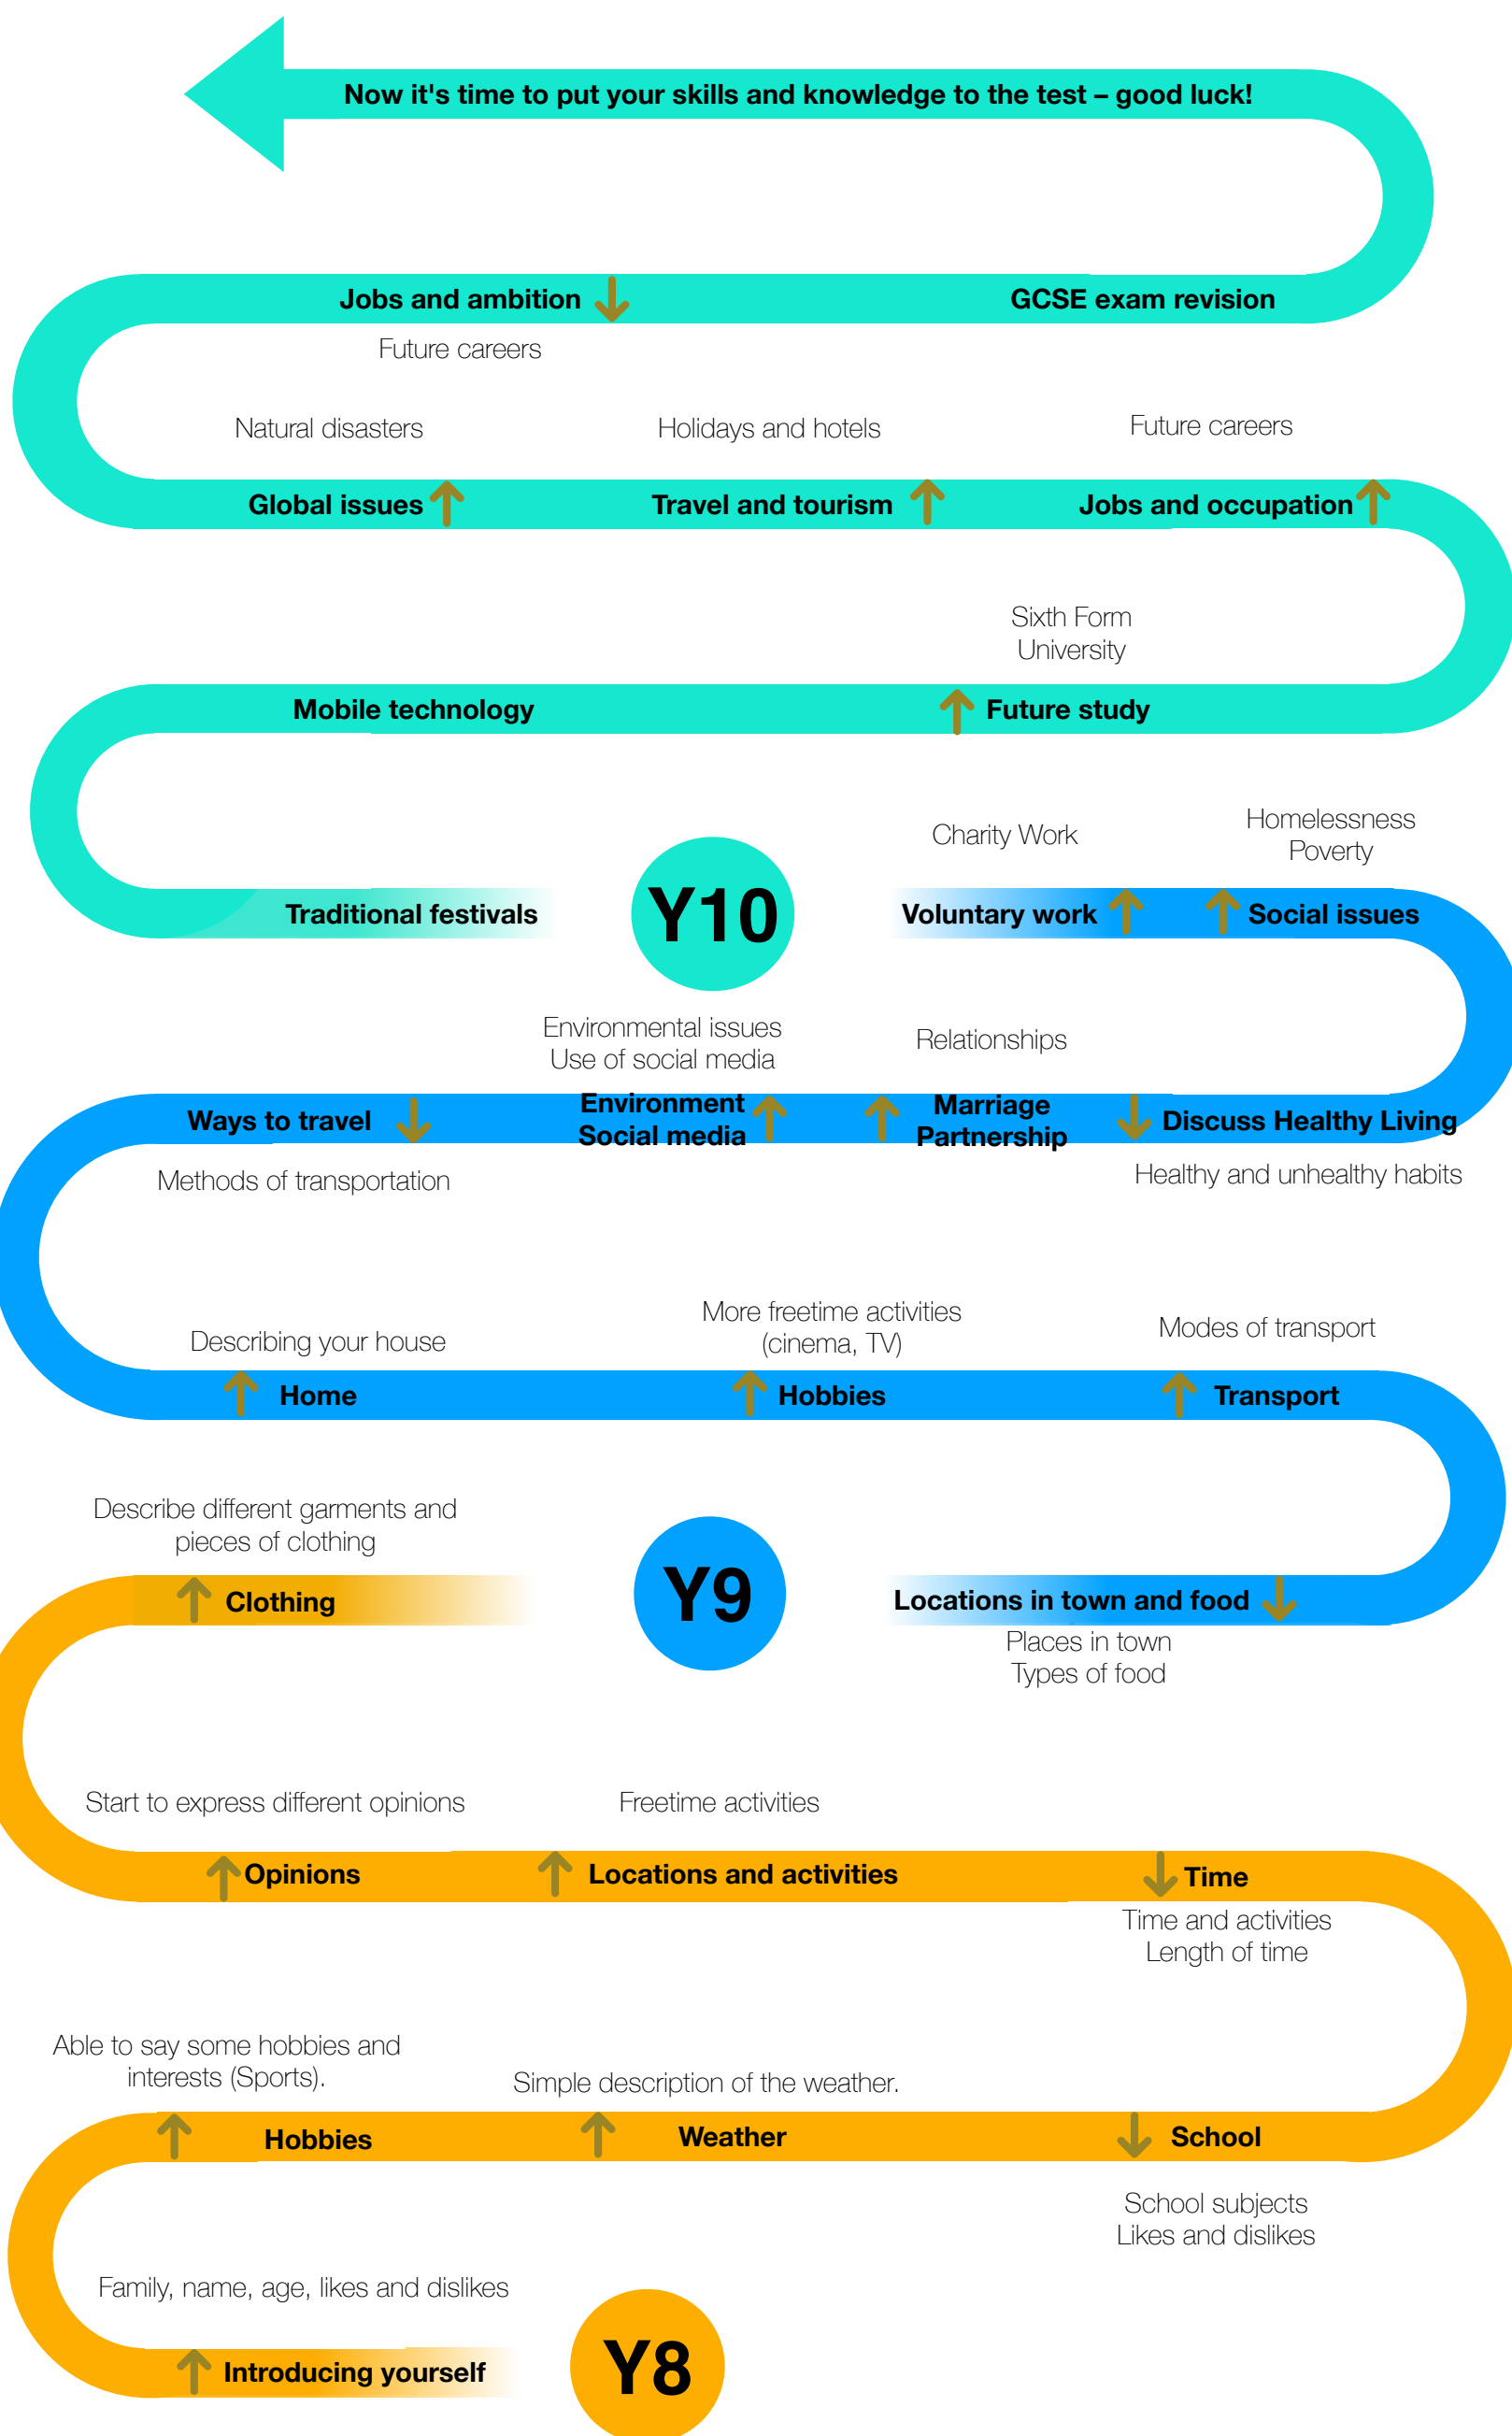 Now it's time to put your skills and knowledge to the test – good luck!
Jobs and ambition
GCSE exam revision
Future careers
Natural disasters
Holidays and hotels
Future careers
Global issues
Travel and tourism
Jobs and occupation
Sixth Form
University
Mobile technology
Future study
Charity Work
Homelessness
Poverty
Traditional festivals
Y10
Voluntary work
Social issues
Environmental issues
Use of social media
Relationships
Ways to travel
Environment
Social media
Marriage
Partnership
Discuss Healthy Living
Methods of transportation
Healthy and unhealthy habits
Describing your house
More freetime activities
(cinema, TV)
Modes of transport
Home
Hobbies
Transport
Describe different garments and
pieces of clothing
Clothing
Y9
Locations in town and food
Places in town
Types of food
Start to express different opinions
Freetime activities
Opinions
Locations and activities
Time
Time and activities
Length of time
Able to say some hobbies and
interests (Sports).
Simple description of the weather.
Hobbies
Weather
School
School subjects
Likes and dislikes
Family, name, age, likes and dislikes
Introducing yourself
Y8